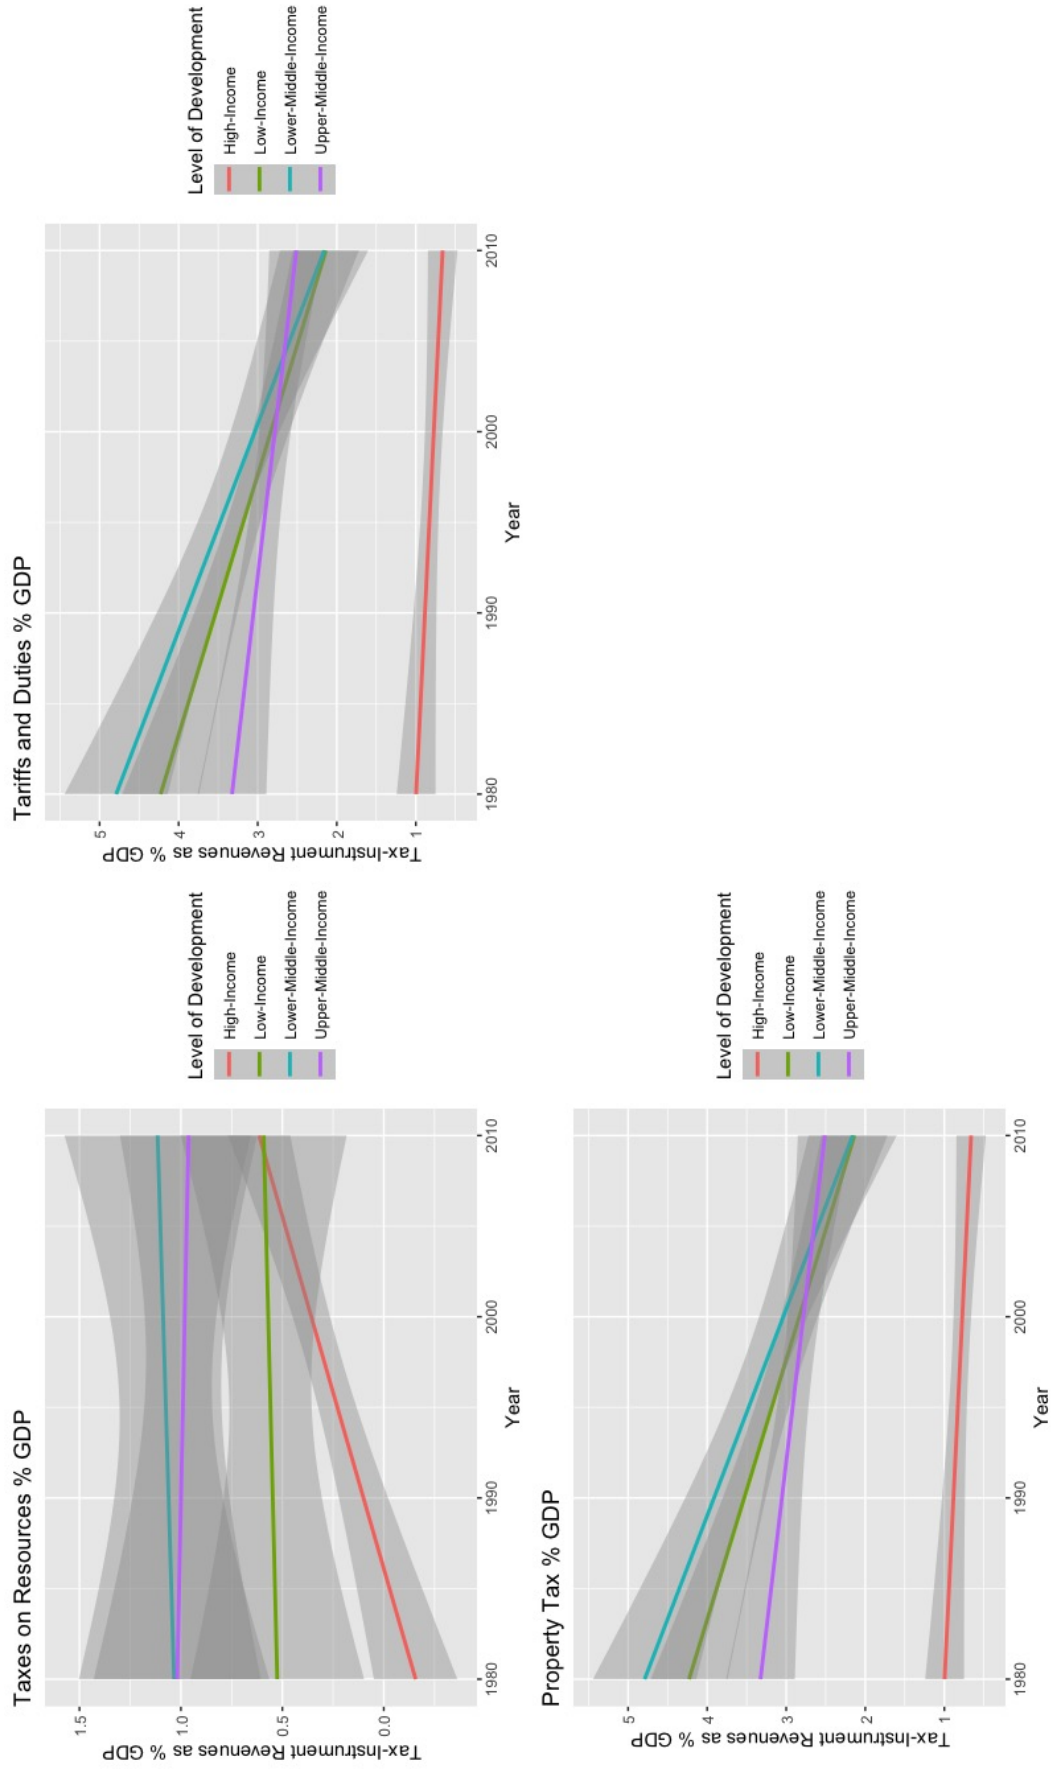 Taxes on Resources % GDP
Tax-Instrument Revenues as % GDP
1.5
1.0
0.5
0.0
1980
1990
2000
2010
Year
Level of Development
High-Income
Low-Income
Lower-Middle-Income
Upper-Middle-Income
Tariffs and Duties % GDP
Tax-Instrument Revenues as % GDP
5
4
3
2
1
1980
1990
2000
2010
Year
Level of Development
High-Income
Low-Income
Lower-Middle-Income
Upper-Middle-Income
Property Tax % GDP
Tax-Instrument Revenues as % GDP
5
4
3
2
1
1980
1990
2000
2010
Year
Level of Development
High-Income
Low-Income
Lower-Middle-Income
Upper-Middle-Income